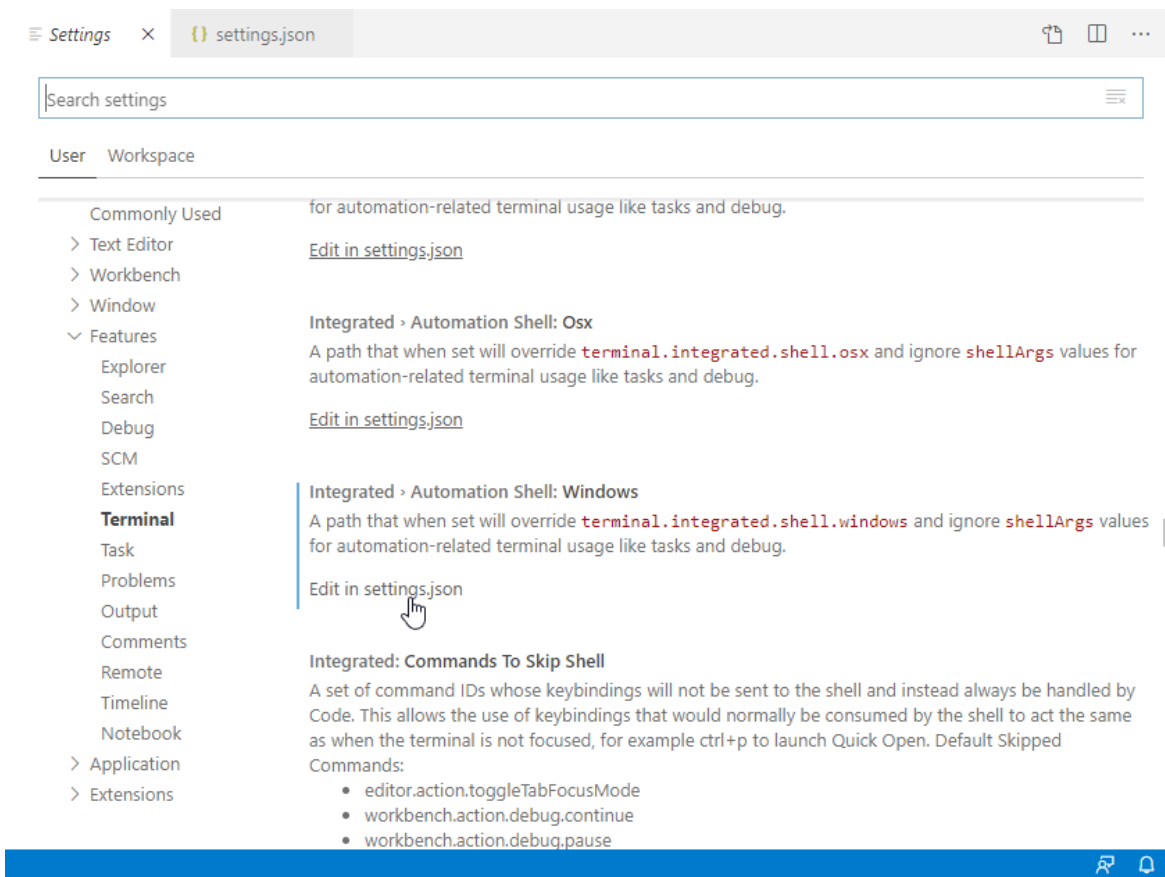 Settings
{} settings.json
Search settings
User Workspace
Commonly Used
Text Editor
Workbench
Window
Features
Explorer
Search
Debug
SCM
Extensions
Terminal
Task
Problems
Output
Comments
Remote
Timeline
Notebook
Application
Extensions
for automation-related terminal usage like tasks and debug.
Edit in settings.json
Integrated › Automation Shell: Osx
A path that when set will override terminal.integrated.shell.osx and ignore shellArgs values for
automation-related terminal usage like tasks and debug.
Edit in settings.json
Integrated › Automation Shell: Windows
A path that when set will override terminal.integrated.shell.windows and ignore shellArgs values
for automation-related terminal usage like tasks and debug.
Edit in settings.json
Integrated: Commands To Skip Shell
A set of command IDs whose keybindings will not be sent to the shell and instead always be handled by
Code. This allows the use of keybindings that would normally be consumed by the shell to act the same
as when the terminal is not focused, for example ctrl+p to launch Quick Open. Default Skipped
Commands:
• editor.action.toggleTabFocusMode
• workbench.action.debug.continue
• workbench.action.debug.pause